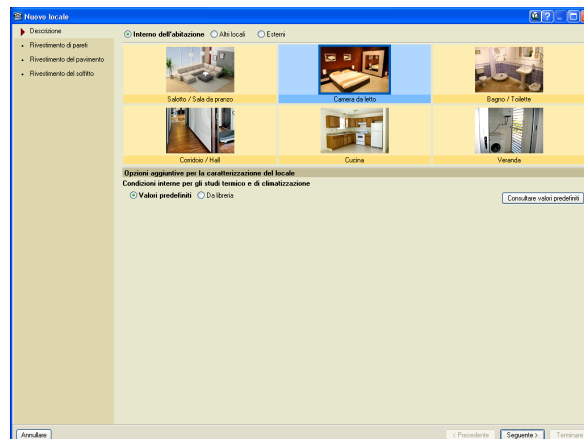 Nuovo locale
Descrizione
Rivestimento di pareti
Rivestimento del pavimento
Rivestimento del soffitto
Interno dell'abitazione Altri locali Esterni
Salotto / Sala da pranzo Camera da letto Bagno / Toilette
Corridoio / Hall Cucina Veranda
Opzioni aggiuntive per la caratterizzazione del locale
Condizioni interne per gli studi termico e di climatizzazione
Valori predefiniti Da libreria Consultare valori predefiniti
Annullare < Precedente Seguente > Terminare